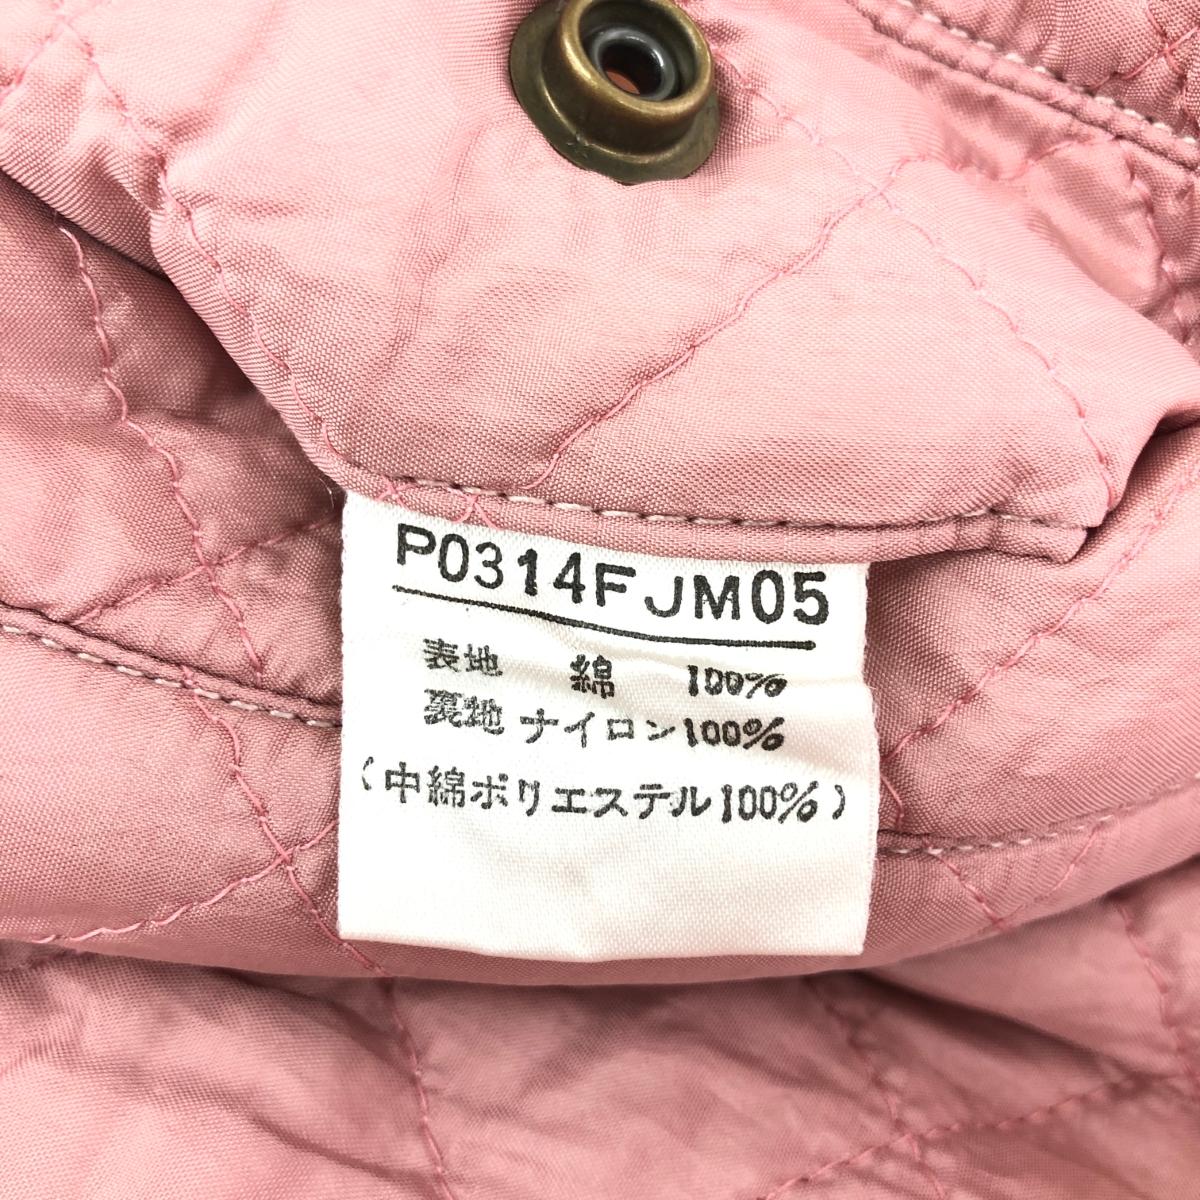 P0314FJM05
表地 綿 100%
裏地 ナイロン100%
(中綿ポリエステル100%)